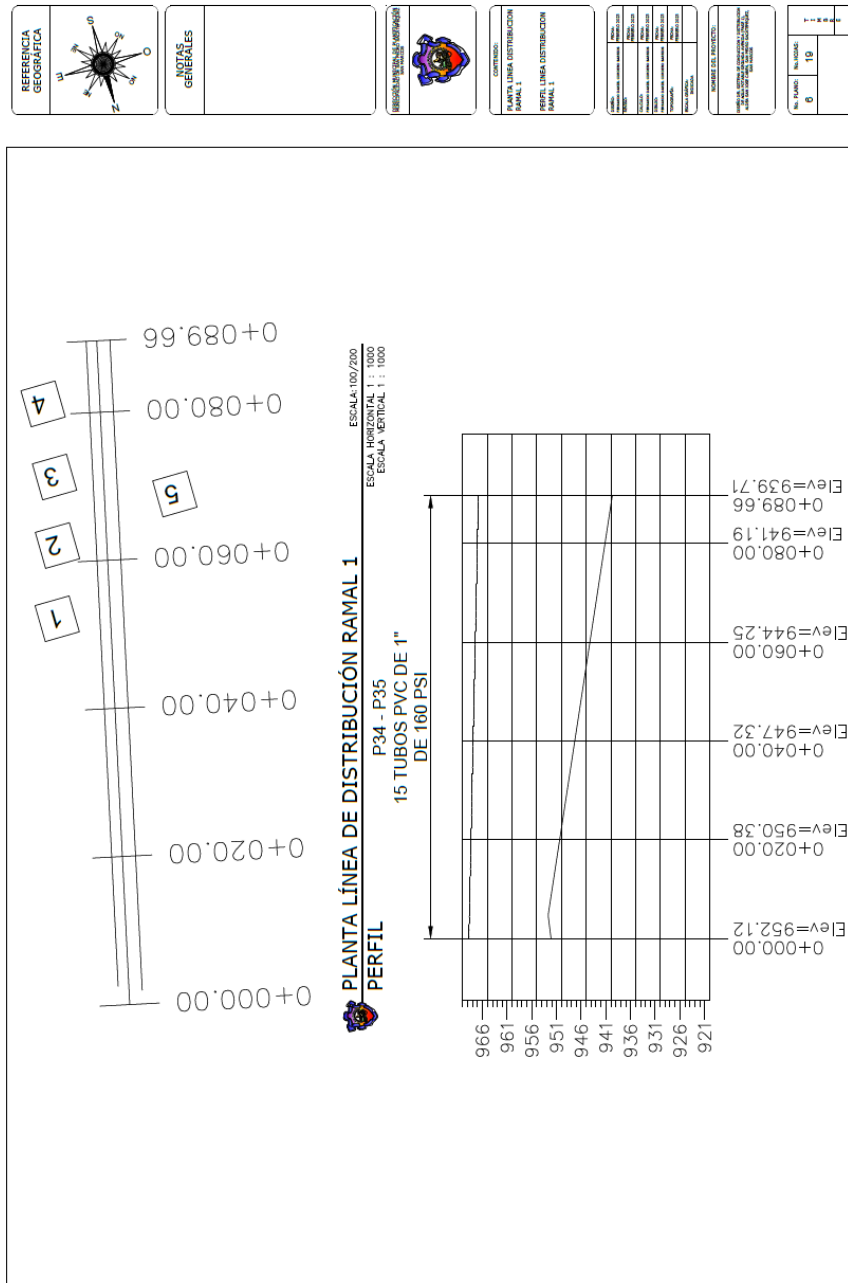 REFERENCIA
GEOGRÁFICA
NOTAS
GENERALES
CONTENIDO:
PLANTA LINEA DISTRIBUCION
RAMAL 1
PERFIL LINEA DISTRIBUCION
RAMAL 1
NOMBRE DEL PROYECTO:
No. PLANO:
6
No. HOJAS:
19
1
2
3
4
5
0+000.00
0+020.00
0+040.00
0+060.00
0+080.00
0+089.66
PLANTA LÍNEA DE DISTRIBUCIÓN RAMAL 1
ESCALA:100/200
PERFIL
ESCALA HORIZONTAL 1 : 1000
ESCALA VERTICAL 1 : 1000
P34 - P35
15 TUBOS PVC DE 1"
DE 160 PSI
966
961
956
951
946
941
936
931
926
921
0+000.00
Elev=952.12
0+020.00
Elev=950.38
0+040.00
Elev=947.32
0+060.00
Elev=944.25
0+080.00
Elev=941.19
0+089.66
Elev=939.71